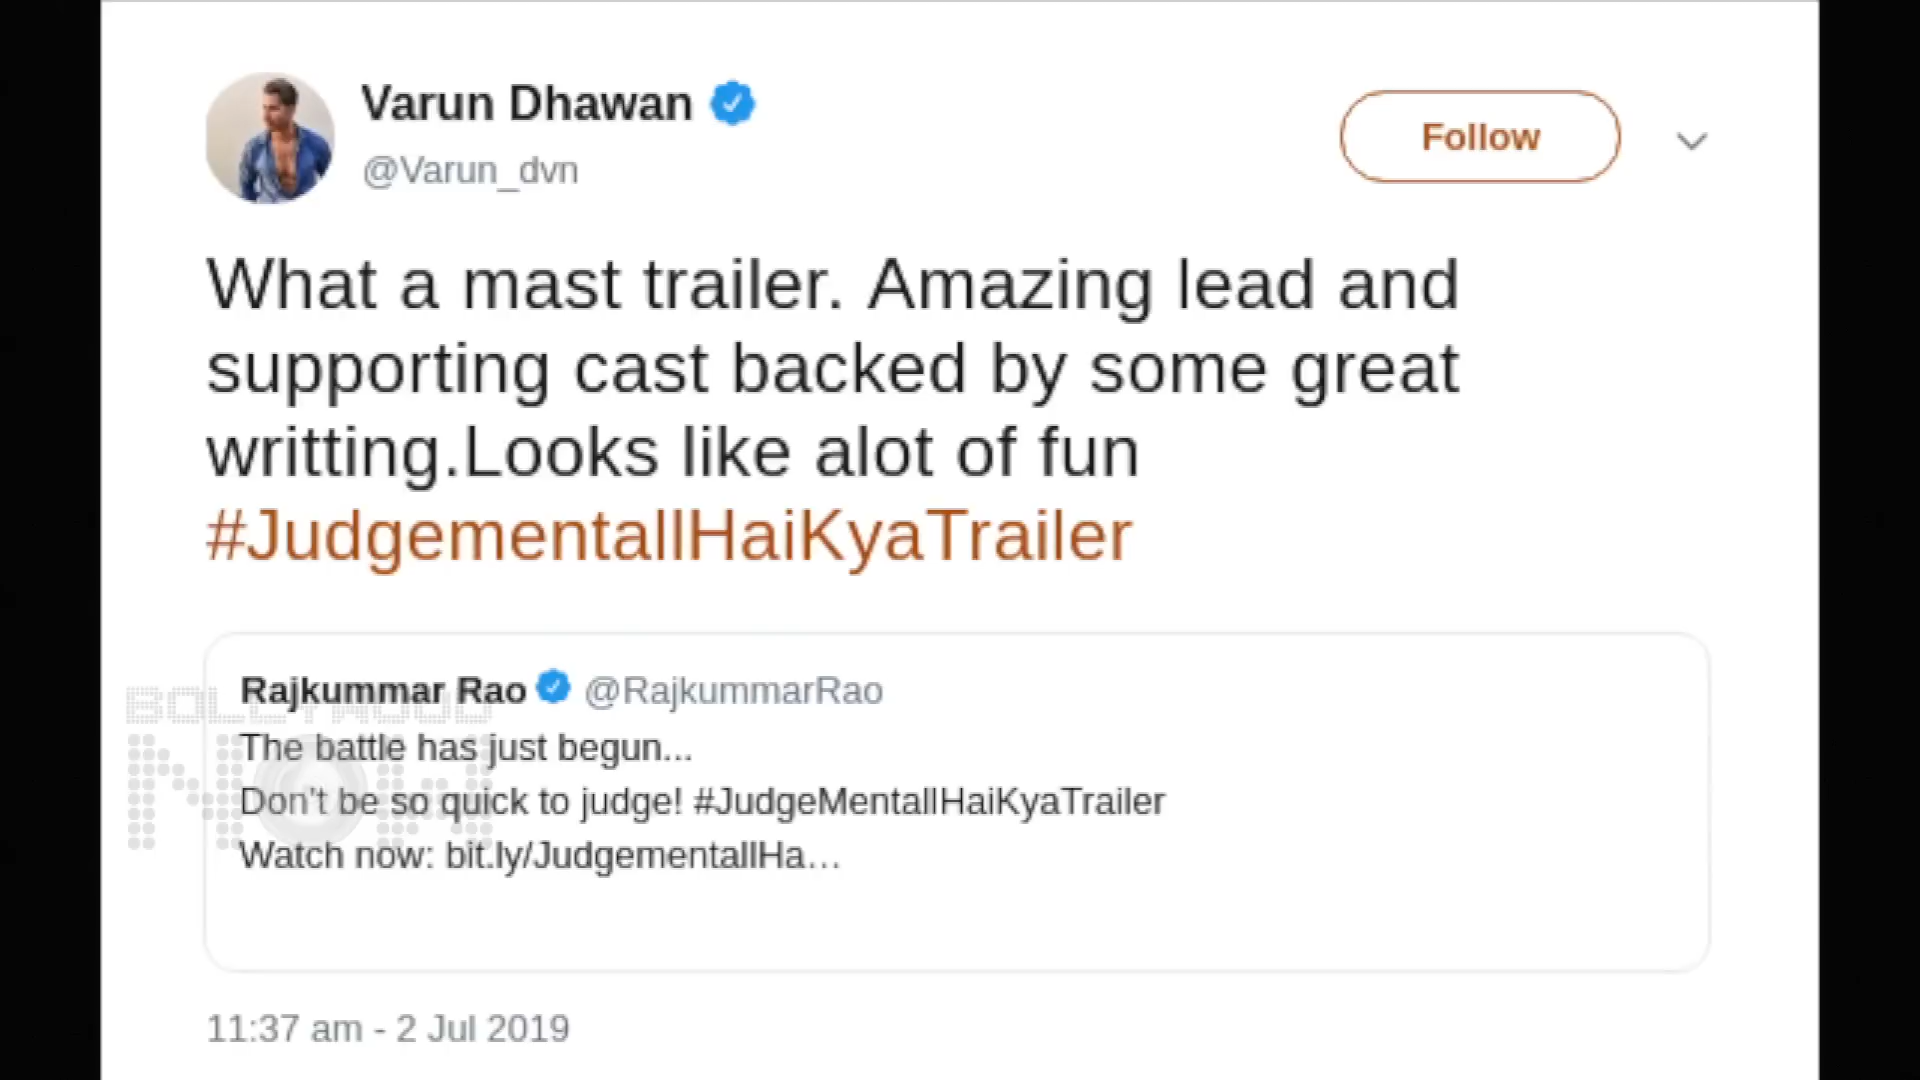 Varun Dhawan
@Varun_dvn
Follow
What a mast trailer. Amazing lead and
supporting cast backed by some great
writting.Looks like alot of fun
#JudgementallHaiKyaTrailer
Rajkummar Rao @RajkummarRao
The battle has just begun...
Don't be so quick to judge! #JudgeMentallHaiKyaTrailer
Watch now: bit.ly/JudgementallHa…
BOLLYWOOD
NOW
11:37 am - 2 Jul 2019